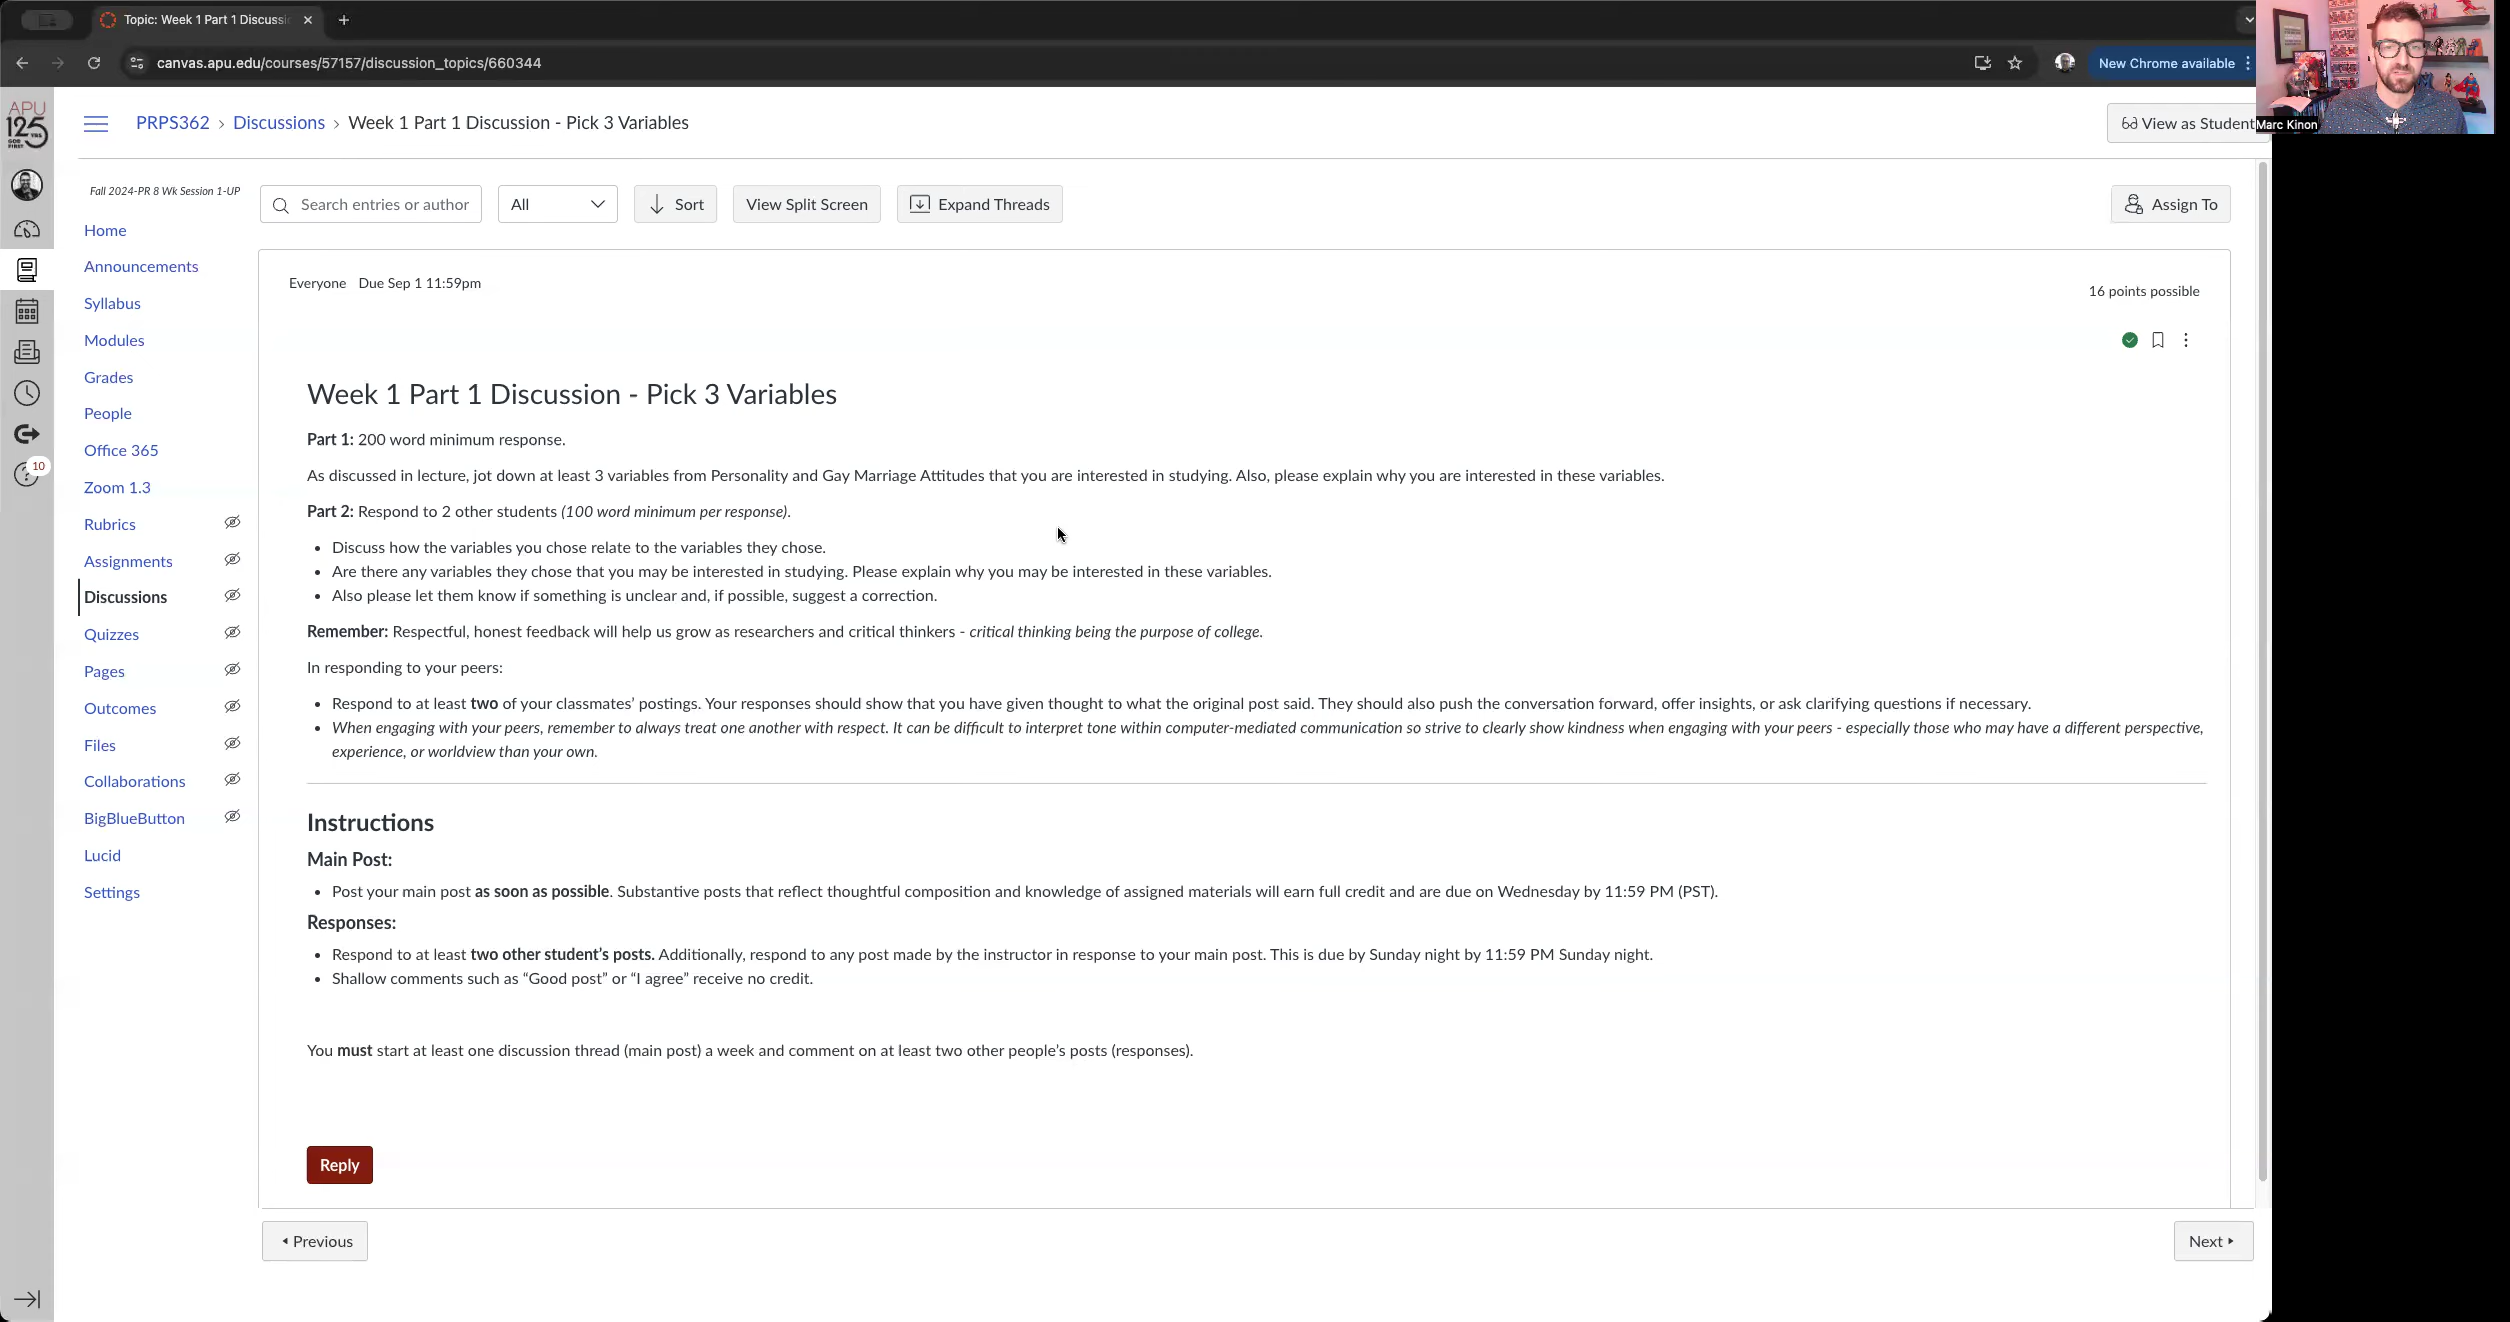 Topic: Week 1 Part 1 Discussi
canvas.apu.edu/courses/57157/discussion_topics/660344
New Chrome available
Marc Kinon
APU
125
YRS
GOD FIRST
PRPS362 › Discussions › Week 1 Part 1 Discussion - Pick 3 Variables
View as Student
Fall 2024-PR 8 Wk Session 1-UP
Home
Announcements
Syllabus
Modules
Grades
People
Office 365
Zoom 1.3
Rubrics
Assignments
Discussions
Quizzes
Pages
Outcomes
Files
Collaborations
BigBlueButton
Lucid
Settings
10
Search entries or author
All
Sort
View Split Screen
Expand Threads
Assign To
Everyone Due Sep 1 11:59pm
16 points possible
Week 1 Part 1 Discussion - Pick 3 Variables
Part 1: 200 word minimum response.
As discussed in lecture, jot down at least 3 variables from Personality and Gay Marriage Attitudes that you are interested in studying. Also, please explain why you are interested in these variables.
Part 2: Respond to 2 other students (100 word minimum per response).
• Discuss how the variables you chose relate to the variables they chose.
• Are there any variables they chose that you may be interested in studying. Please explain why you may be interested in these variables.
• Also please let them know if something is unclear and, if possible, suggest a correction.
Remember: Respectful, honest feedback will help us grow as researchers and critical thinkers - critical thinking being the purpose of college.
In responding to your peers:
• Respond to at least two of your classmates’ postings. Your responses should show that you have given thought to what the original post said. They should also push the conversation forward, offer insights, or ask clarifying questions if necessary.
• When engaging with your peers, remember to always treat one another with respect. It can be difficult to interpret tone within computer-mediated communication so strive to clearly show kindness when engaging with your peers - especially those who may have a different perspective,
experience, or worldview than your own.
Instructions
Main Post:
• Post your main post as soon as possible. Substantive posts that reflect thoughtful composition and knowledge of assigned materials will earn full credit and are due on Wednesday by 11:59 PM (PST).
Responses:
• Respond to at least two other student’s posts. Additionally, respond to any post made by the instructor in response to your main post. This is due by Sunday night by 11:59 PM Sunday night.
• Shallow comments such as “Good post” or “I agree” receive no credit.
You must start at least one discussion thread (main post) a week and comment on at least two other people’s posts (responses).
Reply
Previous
Next